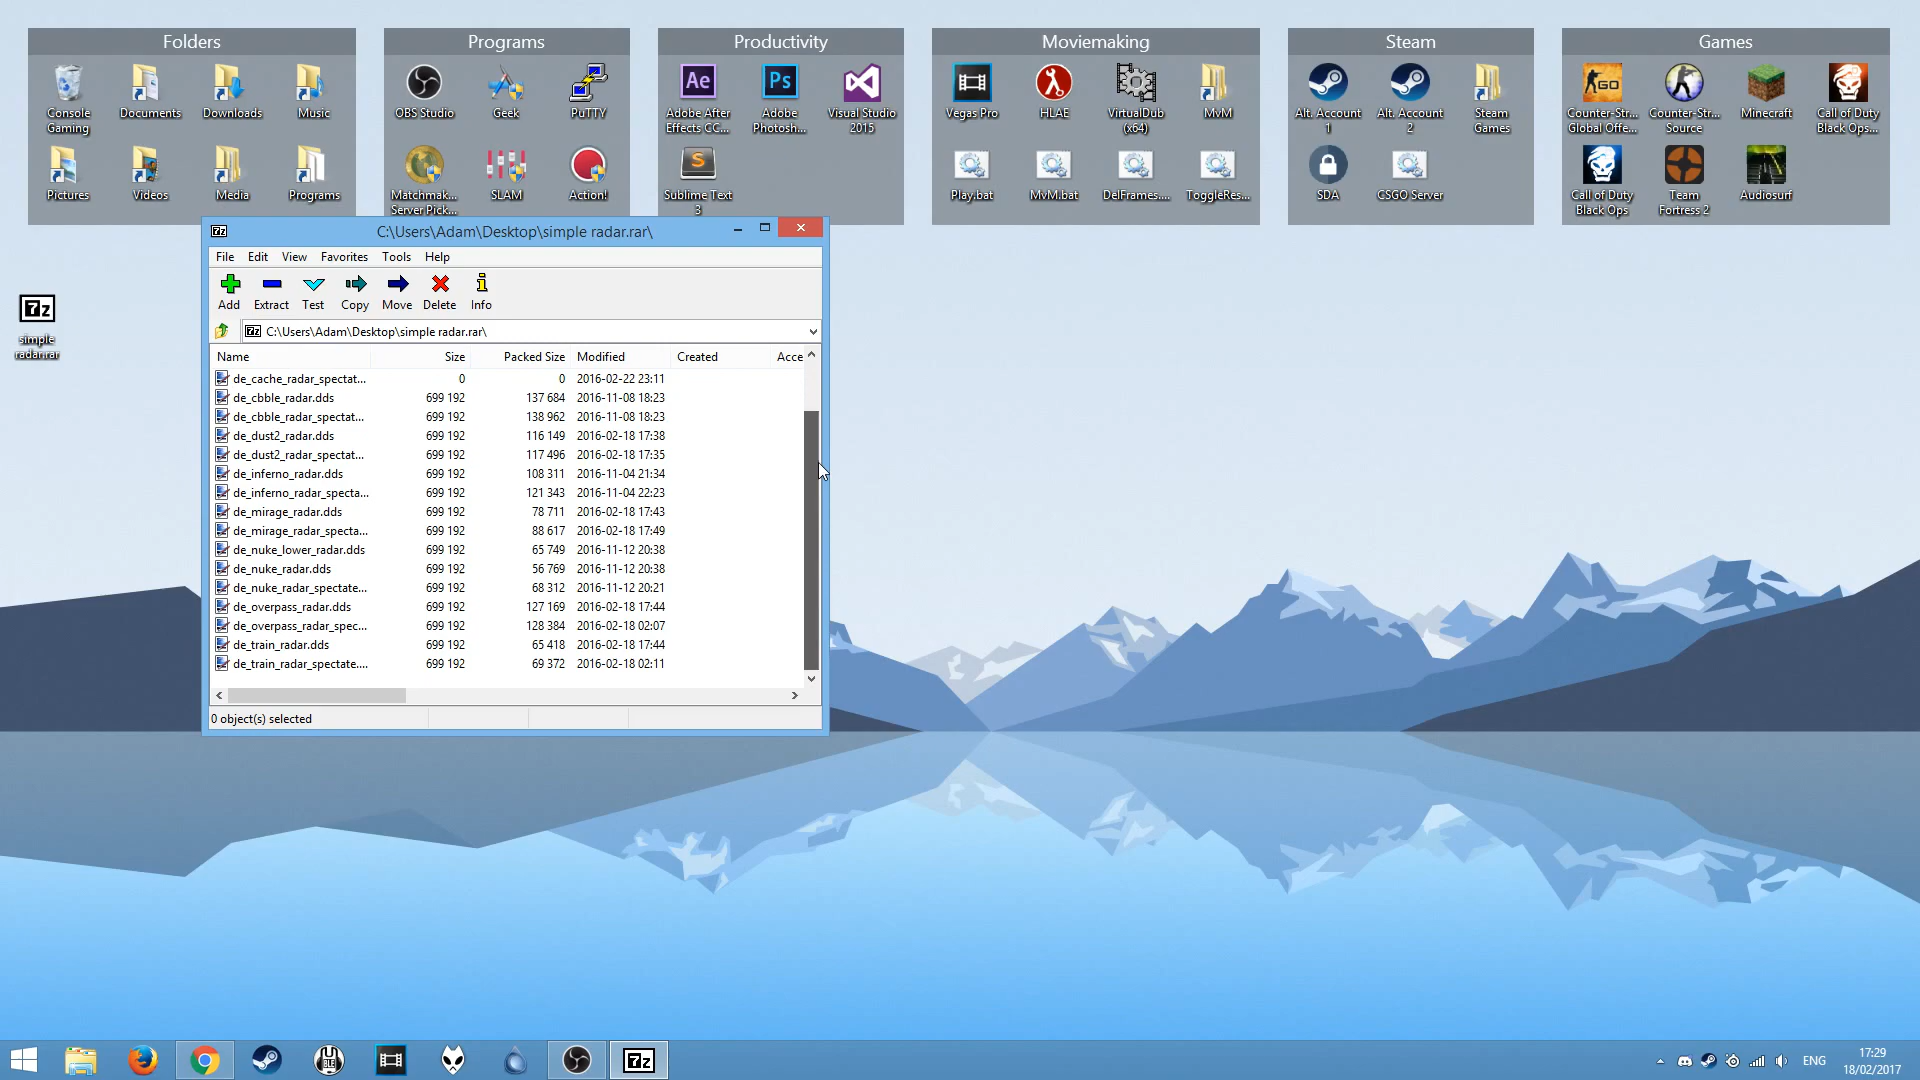 Folders
Programs
Productivity
Moviemaking
Steam
Games
Console Gaming
Documents
Downloads
Music
Pictures
Videos
Media
Programs
OBS Studio
Geek
PuTTY
Matchmak...
Server Pick...
SLAM
Action!
Adobe After
Effects CC...
Adobe
Photosh...
Visual Studio
2015
Sublime Text
3
Vegas Pro
HLAE
VirtualDub
(x64)
MvM
Play.bat
MvM.bat
DelFrames....
ToggleRes...
Alt. Account
1
Alt. Account
2
Steam
Games
SDA
CSGO Server
Counter-Str...
Global Offe...
Counter-Str...
Source
Minecraft
Call of Duty
Black Ops...
Call of Duty
Black Ops
Team
Fortress 2
Audiosurf
simple
radar.rar
C:\Users\Adam\Desktop\simple radar.rar\
File Edit View Favorites Tools Help
Add Extract Test Copy Move Delete Info
C:\Users\Adam\Desktop\simple radar.rar\
Name Size Packed Size Modified Created Acce
de_cache_radar_spectat... 0 0 2016-02-22 23:11
de_cbble_radar.dds 699 192 137 684 2016-11-08 18:23
de_cbble_radar_spectat... 699 192 138 962 2016-11-08 18:23
de_dust2_radar.dds 699 192 116 149 2016-02-18 17:38
de_dust2_radar_spectat... 699 192 117 496 2016-02-18 17:35
de_inferno_radar.dds 699 192 108 311 2016-11-04 21:34
de_inferno_radar_specta... 699 192 121 343 2016-11-04 22:23
de_mirage_radar.dds 699 192 78 711 2016-02-18 17:43
de_mirage_radar_specta... 699 192 88 617 2016-02-18 17:49
de_nuke_lower_radar.dds 699 192 65 749 2016-11-12 20:38
de_nuke_radar.dds 699 192 56 769 2016-11-12 20:38
de_nuke_radar_spectate... 699 192 68 312 2016-11-12 20:21
de_overpass_radar.dds 699 192 127 169 2016-02-18 17:44
de_overpass_radar_spec... 699 192 128 384 2016-02-18 02:07
de_train_radar.dds 699 192 65 418 2016-02-18 17:44
de_train_radar_spectate.... 699 192 69 372 2016-02-18 02:11
0 object(s) selected
ENG
17:29
18/02/2017